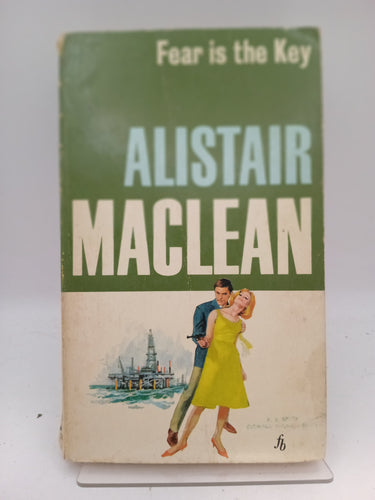 Fear is the Key
ALISTAIR
MACLEAN
fb